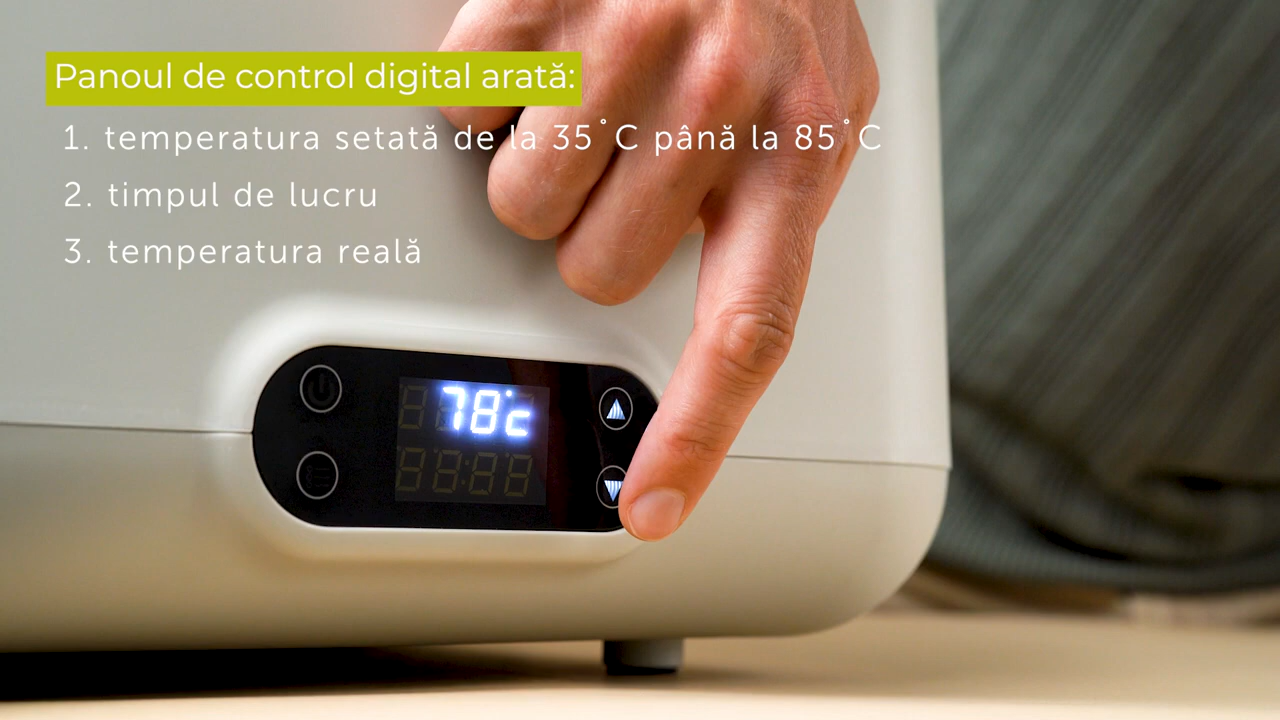 Panoul de control digital arată:
1. temperatura setată de la 35˚C până la 85˚C
2. timpul de lucru
3. temperatura reală
78°c